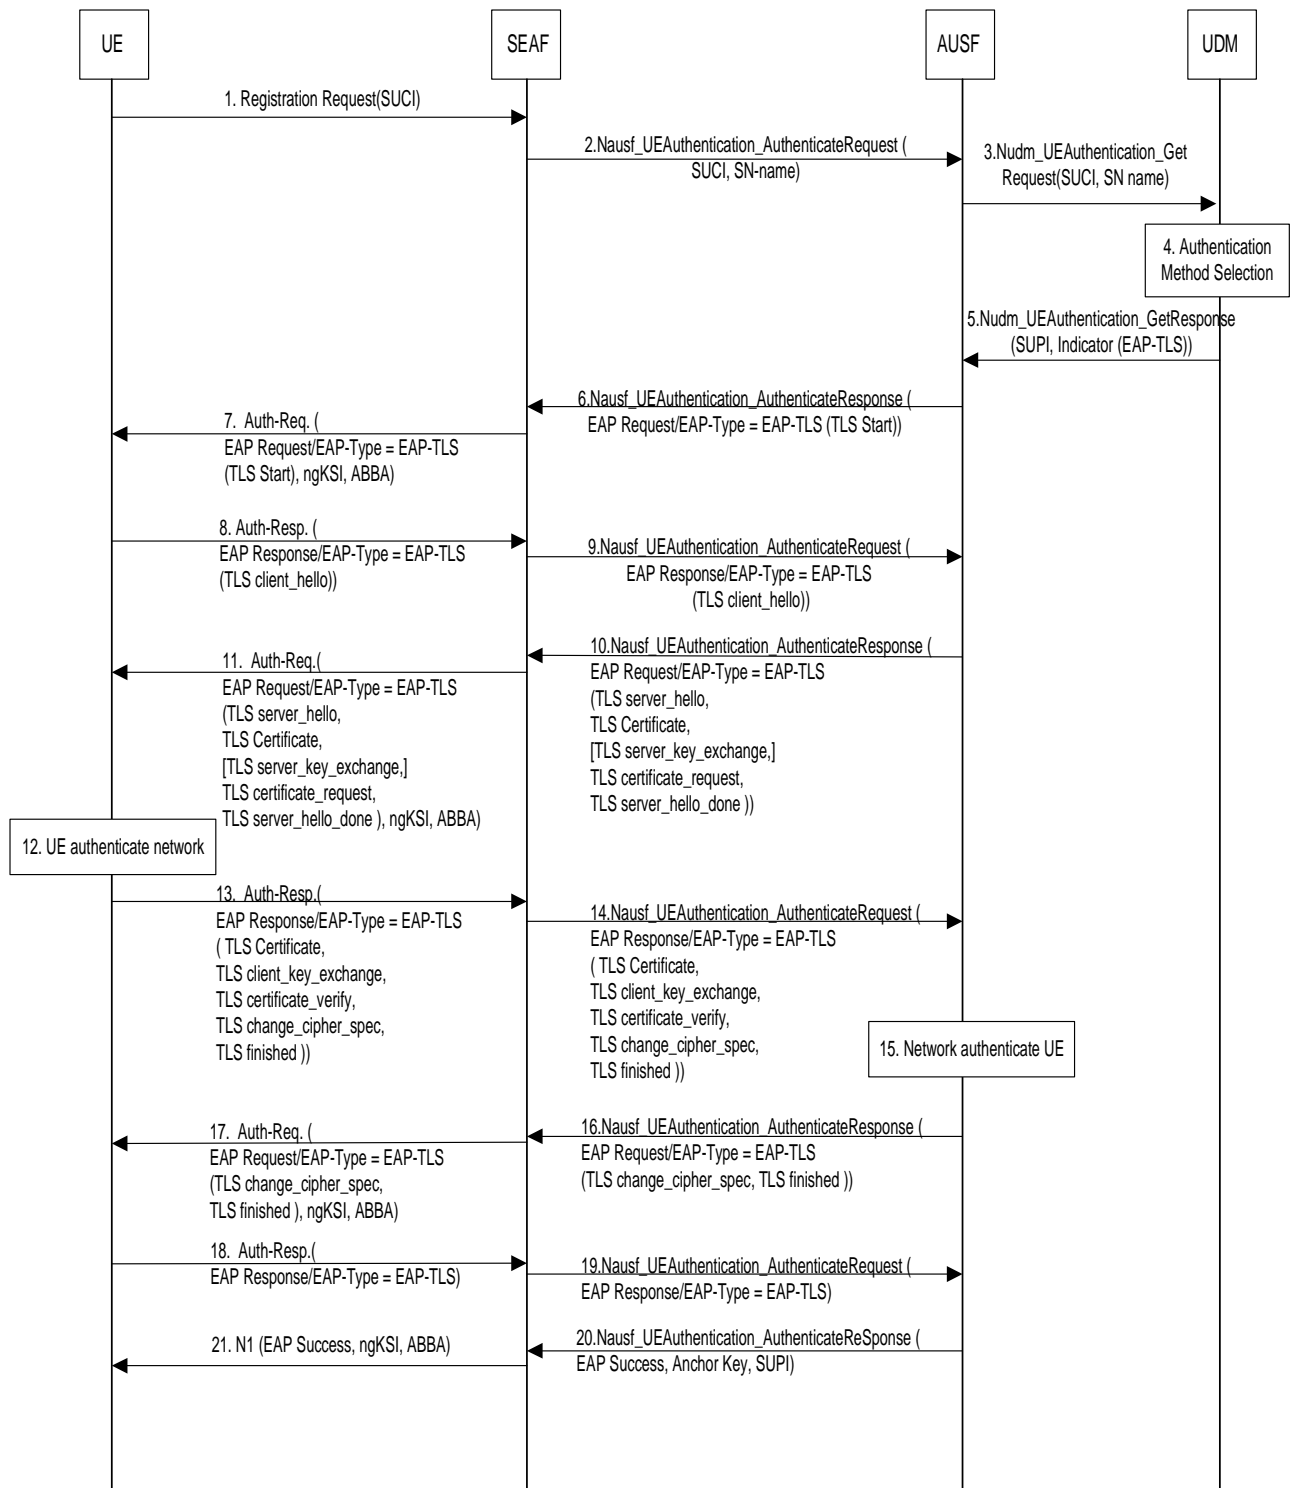 UE
SEAF
AUSF
UDM
1. Registration Request(SUCI)
2.Nausf_UEAuthentication_AuthenticateRequest (
SUCI, SN-name)
3.Nudm_UEAuthentication_Get
Request(SUCI, SN name)
4. Authentication
Method Selection
5.Nudm_UEAuthentication_GetResponse
(SUPI, Indicator (EAP-TLS))
6.Nausf_UEAuthentication_AuthenticateResponse (
EAP Request/EAP-Type = EAP-TLS (TLS Start))
7.  Auth-Req. (
EAP Request/EAP-Type = EAP-TLS
(TLS Start), ngKSI, ABBA)
8. Auth-Resp. (
EAP Response/EAP-Type = EAP-TLS
(TLS client_hello))
9.Nausf_UEAuthentication_AuthenticateRequest (
EAP Response/EAP-Type = EAP-TLS
(TLS client_hello))
10.Nausf_UEAuthentication_AuthenticateResponse (
EAP Request/EAP-Type = EAP-TLS
(TLS server_hello,
TLS Certificate,
[TLS server_key_exchange,]
TLS certificate_request,
TLS server_hello_done ))
11.  Auth-Req.(
EAP Request/EAP-Type = EAP-TLS
(TLS server_hello,
TLS Certificate,
[TLS server_key_exchange,]
TLS certificate_request,
TLS server_hello_done ), ngKSI, ABBA)
12. UE authenticate network
13.  Auth-Resp.(
EAP Response/EAP-Type = EAP-TLS
( TLS Certificate,
TLS client_key_exchange,
TLS certificate_verify,
TLS change_cipher_spec,
TLS finished ))
14.Nausf_UEAuthentication_AuthenticateRequest (
EAP Response/EAP-Type = EAP-TLS
( TLS Certificate,
TLS client_key_exchange,
TLS certificate_verify,
TLS change_cipher_spec,
TLS finished ))
15. Network authenticate UE
16.Nausf_UEAuthentication_AuthenticateResponse (
EAP Request/EAP-Type = EAP-TLS
(TLS change_cipher_spec, TLS finished ))
17.  Auth-Req. (
EAP Request/EAP-Type = EAP-TLS
(TLS change_cipher_spec,
TLS finished ), ngKSI, ABBA)
18.  Auth-Resp.(
EAP Response/EAP-Type = EAP-TLS)
19.Nausf_UEAuthentication_AuthenticateRequest (
EAP Response/EAP-Type = EAP-TLS)
20.Nausf_UEAuthentication_AuthenticateReSponse (
EAP Success, Anchor Key, SUPI)
21. N1 (EAP Success, ngKSI, ABBA)